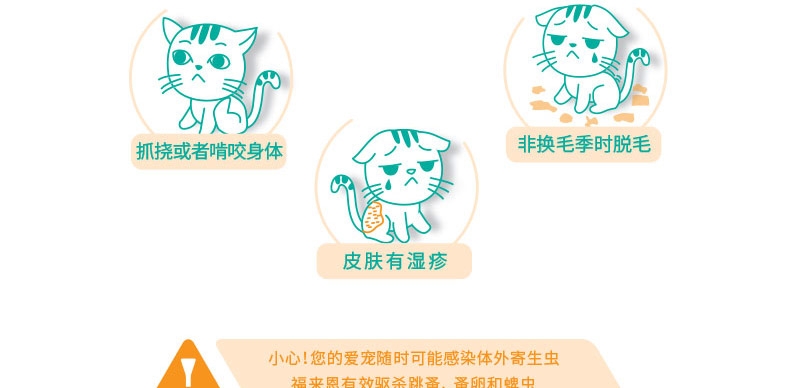 抓挠或者啃咬身体
非换毛季时脱毛
皮肤有湿疹
小心!您的爱宠随时可能感染体外寄生虫
福来恩有效驱杀跳蚤、蚤卵和蜱虫